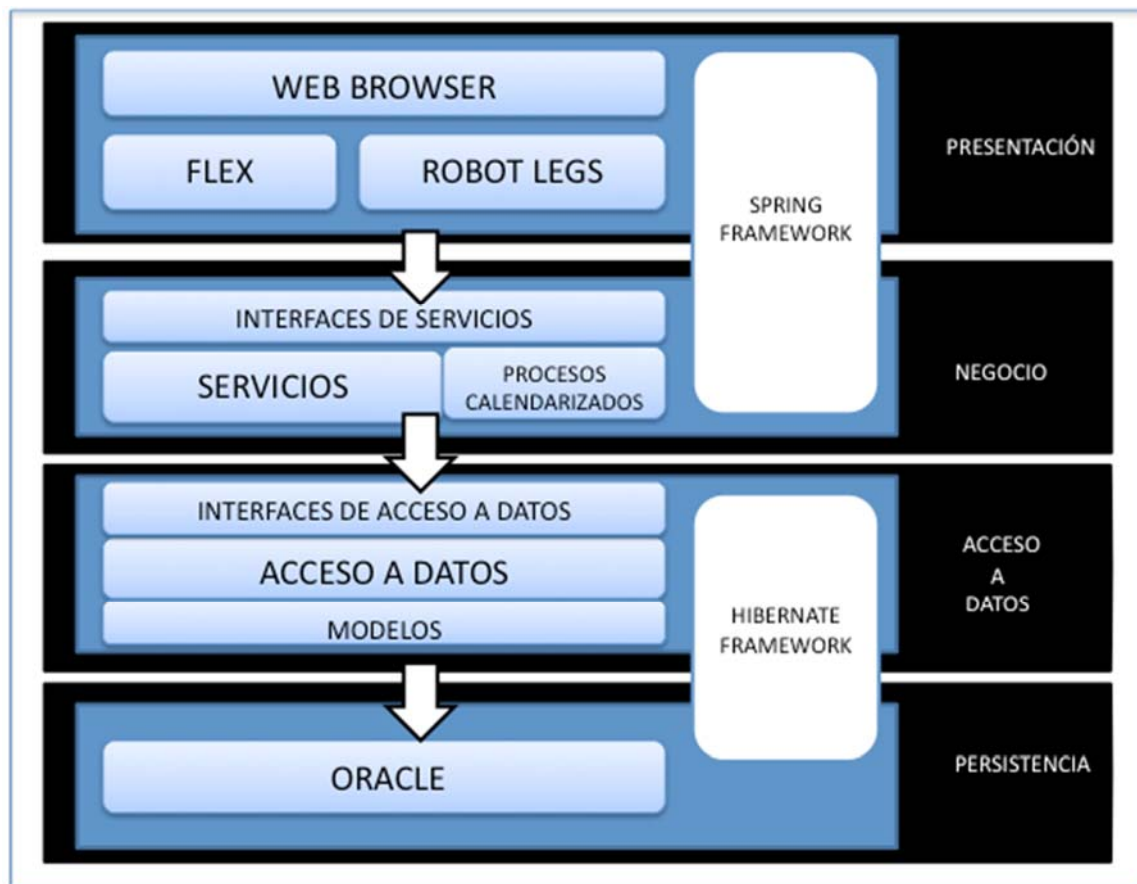 WEB BROWSER
FLEX
ROBOT LEGS
SPRING
FRAMEWORK
PRESENTACIÓN
INTERFACES DE SERVICIOS
SERVICIOS
PROCESOS
CALENDARIZADOS
NEGOCIO
INTERFACES DE ACCESO A DATOS
ACCESO A DATOS
MODELOS
HIBERNATE
FRAMEWORK
ACCESO
A
DATOS
ORACLE
PERSISTENCIA